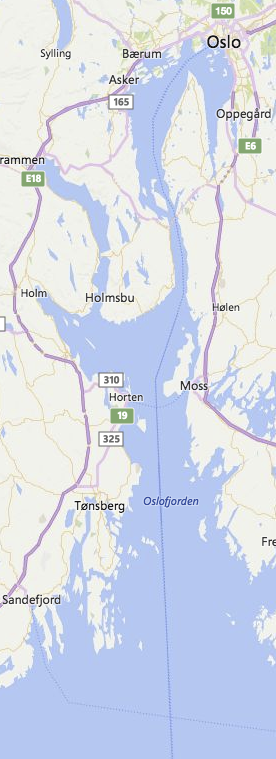 150
Oslo
Sylling
Bærum
Asker
165
Oppegård
E6
rammen
E18
Holm
Holmsbu
Hølen
310
Horten
Moss
19
325
Oslofjorden
Tønsberg
Fre
Sandefjord